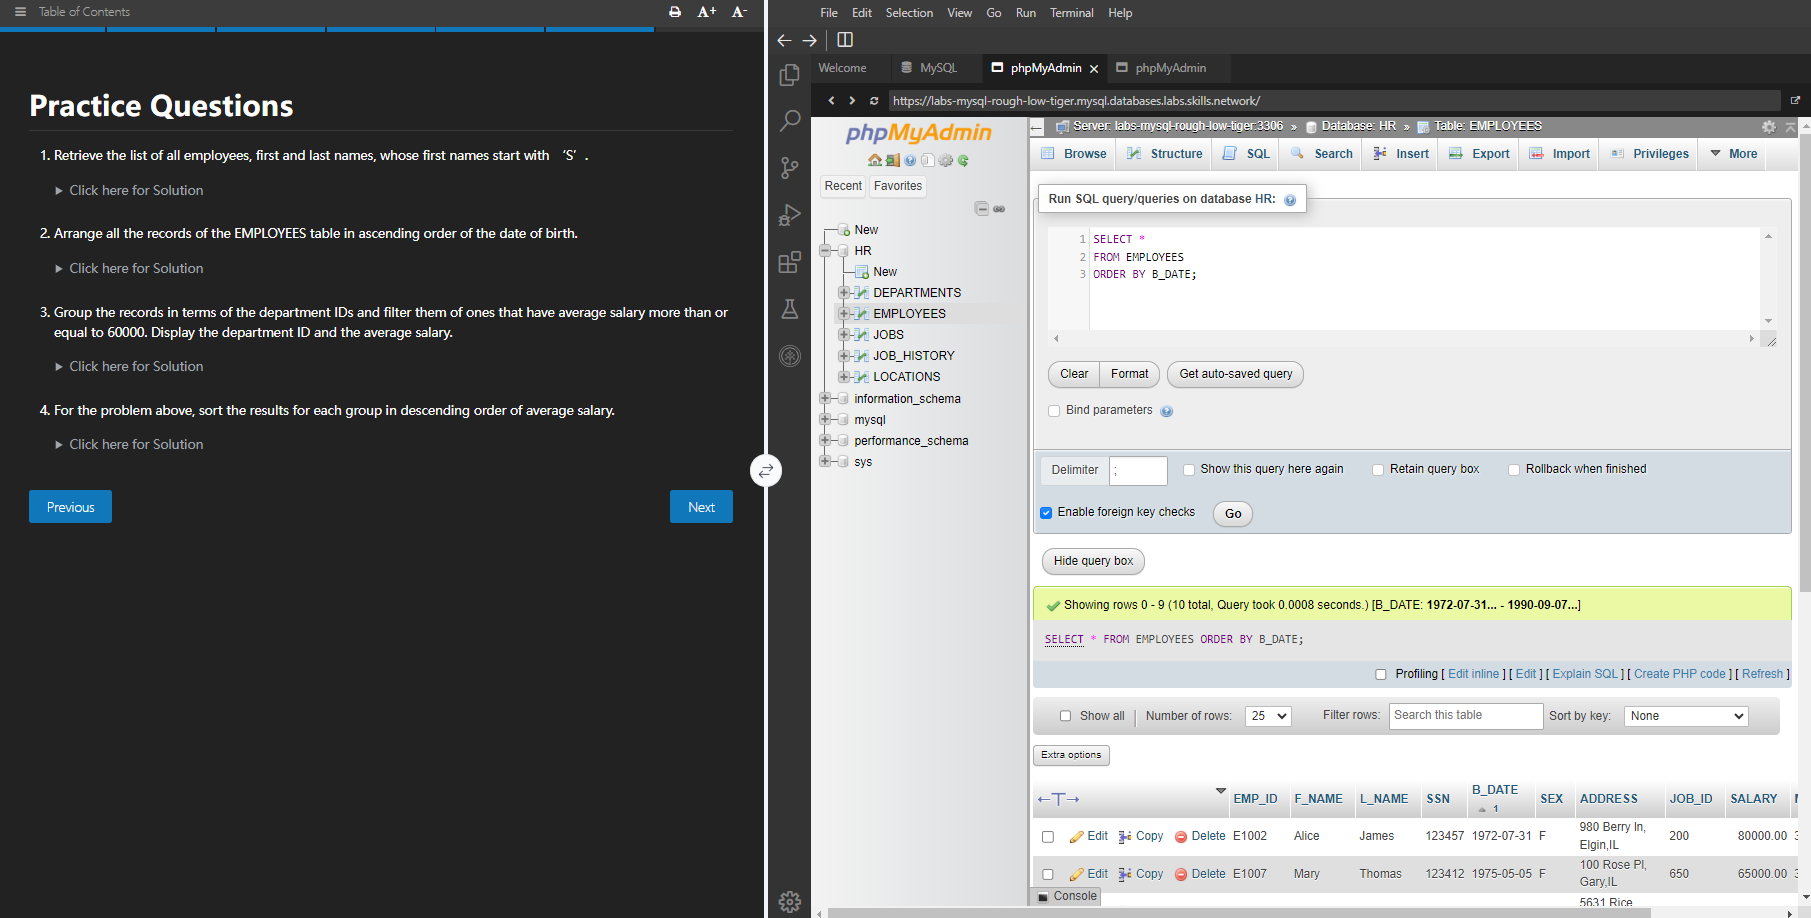 Table of Contents
A+ A-
Practice Questions
1. Retrieve the list of all employees, first and last names, whose first names start with ‘S’ .
▸ Click here for Solution
2. Arrange all the records of the EMPLOYEES table in ascending order of the date of birth.
▸ Click here for Solution
3. Group the records in terms of the department IDs and filter them of ones that have average salary more than or
equal to 60000. Display the department ID and the average salary.
▸ Click here for Solution
4. For the problem above, sort the results for each group in descending order of average salary.
▸ Click here for Solution
Previous Next
File Edit Selection View Go Run Terminal Help
Welcome MySQL phpMyAdmin phpMyAdmin
https://labs-mysql-rough-low-tiger.mysql.databases.labs.skills.network/
phpMyAdmin
Recent Favorites
New
HR
New
DEPARTMENTS
EMPLOYEES
JOBS
JOB_HISTORY
LOCATIONS
information_schema
mysql
performance_schema
sys
Server: labs-mysql-rough-low-tiger:3306 » Database: HR » Table: EMPLOYEES
Browse Structure SQL Search Insert Export Import Privileges More
Run SQL query/queries on database HR:
1 SELECT *
2 FROM EMPLOYEES
3 ORDER BY B_DATE;
Clear Format Get auto-saved query
Bind parameters
Delimiter ; Show this query here again Retain query box Rollback when finished
Enable foreign key checks Go
Hide query box
Showing rows 0 - 9 (10 total, Query took 0.0008 seconds.) [B_DATE: 1972-07-31... - 1990-09-07...]
SELECT * FROM EMPLOYEES ORDER BY B_DATE;
Profiling [ Edit inline ] [ Edit ] [ Explain SQL ] [ Create PHP code ] [ Refresh ]
Show all Number of rows: 25 Filter rows: Search this table Sort by key: None
Extra options
←T→ EMP_ID F_NAME L_NAME SSN B_DATE 1 SEX ADDRESS JOB_ID SALARY
Edit Copy Delete E1002 Alice James 123457 1972-07-31 F 980 Berry ln, Elgin,IL 200 80000.00
Edit Copy Delete E1007 Mary Thomas 123412 1975-05-05 F 100 Rose Pl, Gary,IL 650 65000.00
5631 Rice
Console